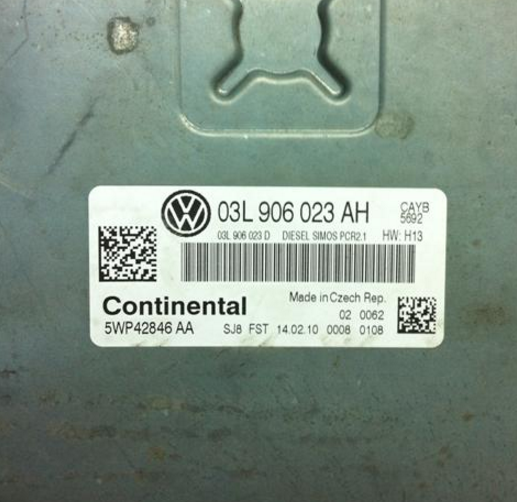 03L 906 023 AH
CAYB
5692
03L 906 023 D DIESEL SIMOS PCR2.1 HW: H13
Continental
Made in Czech Rep.
02 0062
5WP42846 AA
SJ8 FST 14.02.10 0008 0108